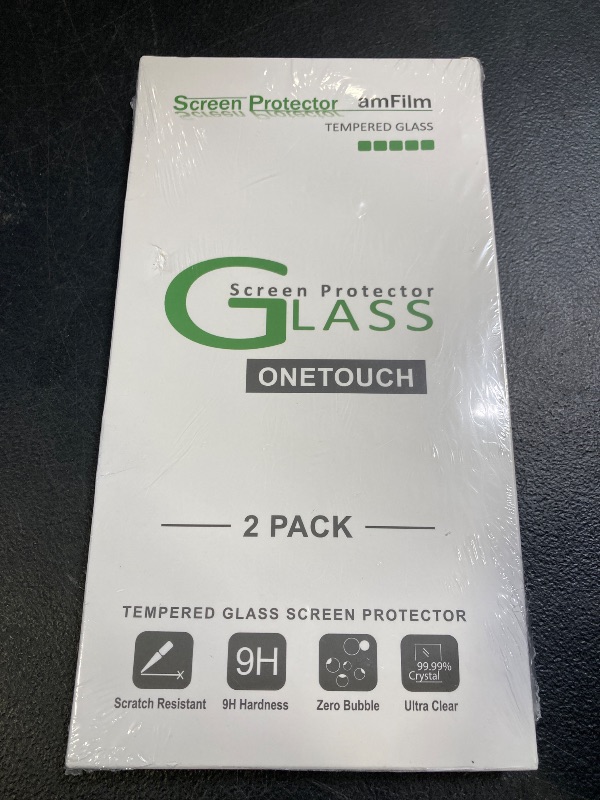 Screen Protector amFilm
TEMPERED GLASS
Screen Protector
GLASS
ONETOUCH
2 PACK
TEMPERED GLASS SCREEN PROTECTOR
9H
99.99%
Crystal
Scratch Resistant 9H Hardness Zero Bubble Ultra Clear